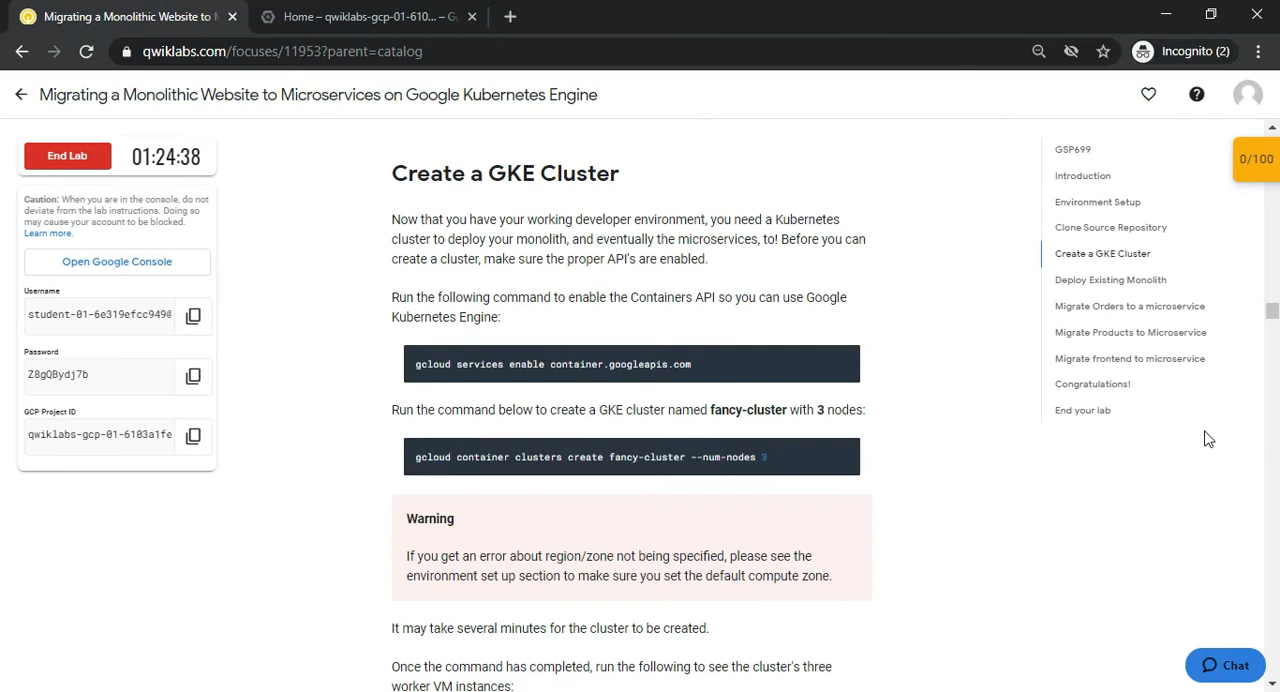 Migrating a Monolithic Website to M
Home – qwiklabs-gcp-01-610... – Go
qwiklabs.com/focuses/11953?parent=catalog
Incognito (2)
Migrating a Monolithic Website to Microservices on Google Kubernetes Engine
End Lab
01:24:38
Caution: When you are in the console, do not
deviate from the lab instructions. Doing so
may cause your account to be blocked.
Learn more.
Open Google Console
Username
student-01-6e319efcc949@
Password
Z8gQBydj7b
GCP Project ID
qwiklabs-gcp-01-6103a1fe
Create a GKE Cluster
Now that you have your working developer environment, you need a Kubernetes
cluster to deploy your monolith, and eventually the microservices, to! Before you can
create a cluster, make sure the proper API's are enabled.
Run the following command to enable the Containers API so you can use Google
Kubernetes Engine:
gcloud services enable container.googleapis.com
Run the command below to create a GKE cluster named fancy-cluster with 3 nodes:
gcloud container clusters create fancy-cluster --num-nodes 3
Warning
If you get an error about region/zone not being specified, please see the
environment set up section to make sure you set the default compute zone.
It may take several minutes for the cluster to be created.
Once the command has completed, run the following to see the cluster's three
worker VM instances:
GSP699
Introduction
Environment Setup
Clone Source Repository
Create a GKE Cluster
Deploy Existing Monolith
Migrate Orders to a microservice
Migrate Products to Microservice
Migrate frontend to microservice
Congratulations!
End your lab
0/100
Chat